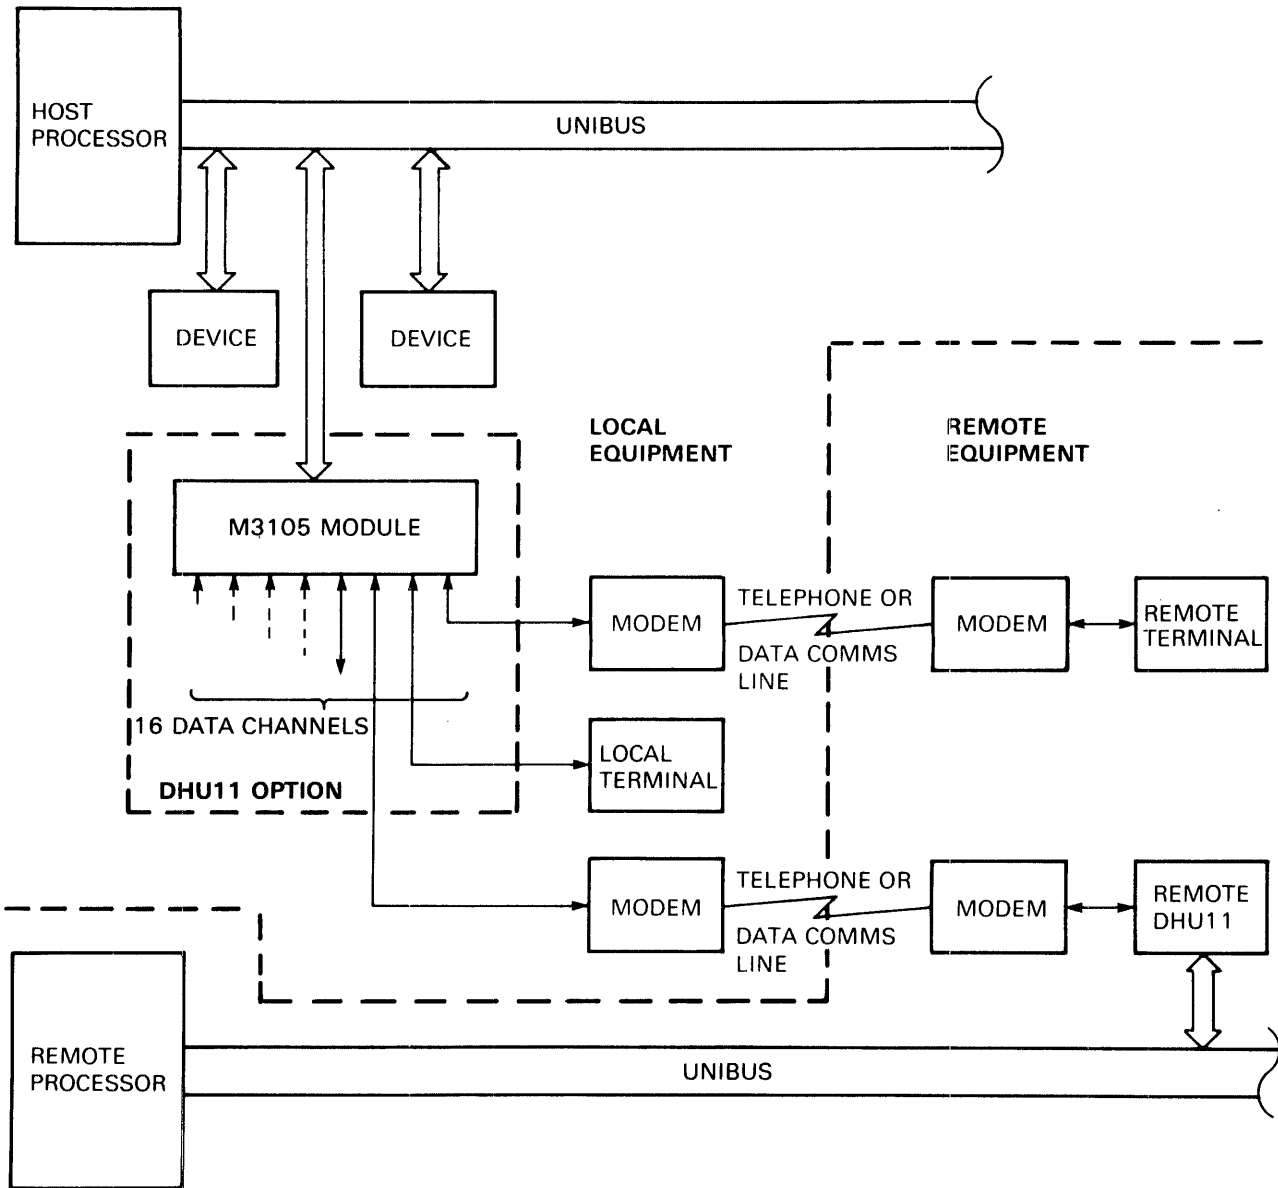 HOST
PROCESSOR
UNIBUS
DEVICE
DEVICE
LOCAL
EQUIPMENT
REMOTE
EQUIPMENT
M3105 MODULE
16 DATA CHANNELS
DHU11 OPTION
MODEM
TELEPHONE OR
DATA COMMS
LINE
MODEM
REMOTE
TERMINAL
LOCAL
TERMINAL
MODEM
TELEPHONE OR
DATA COMMS
LINE
MODEM
REMOTE
DHU11
REMOTE
PROCESSOR
UNIBUS